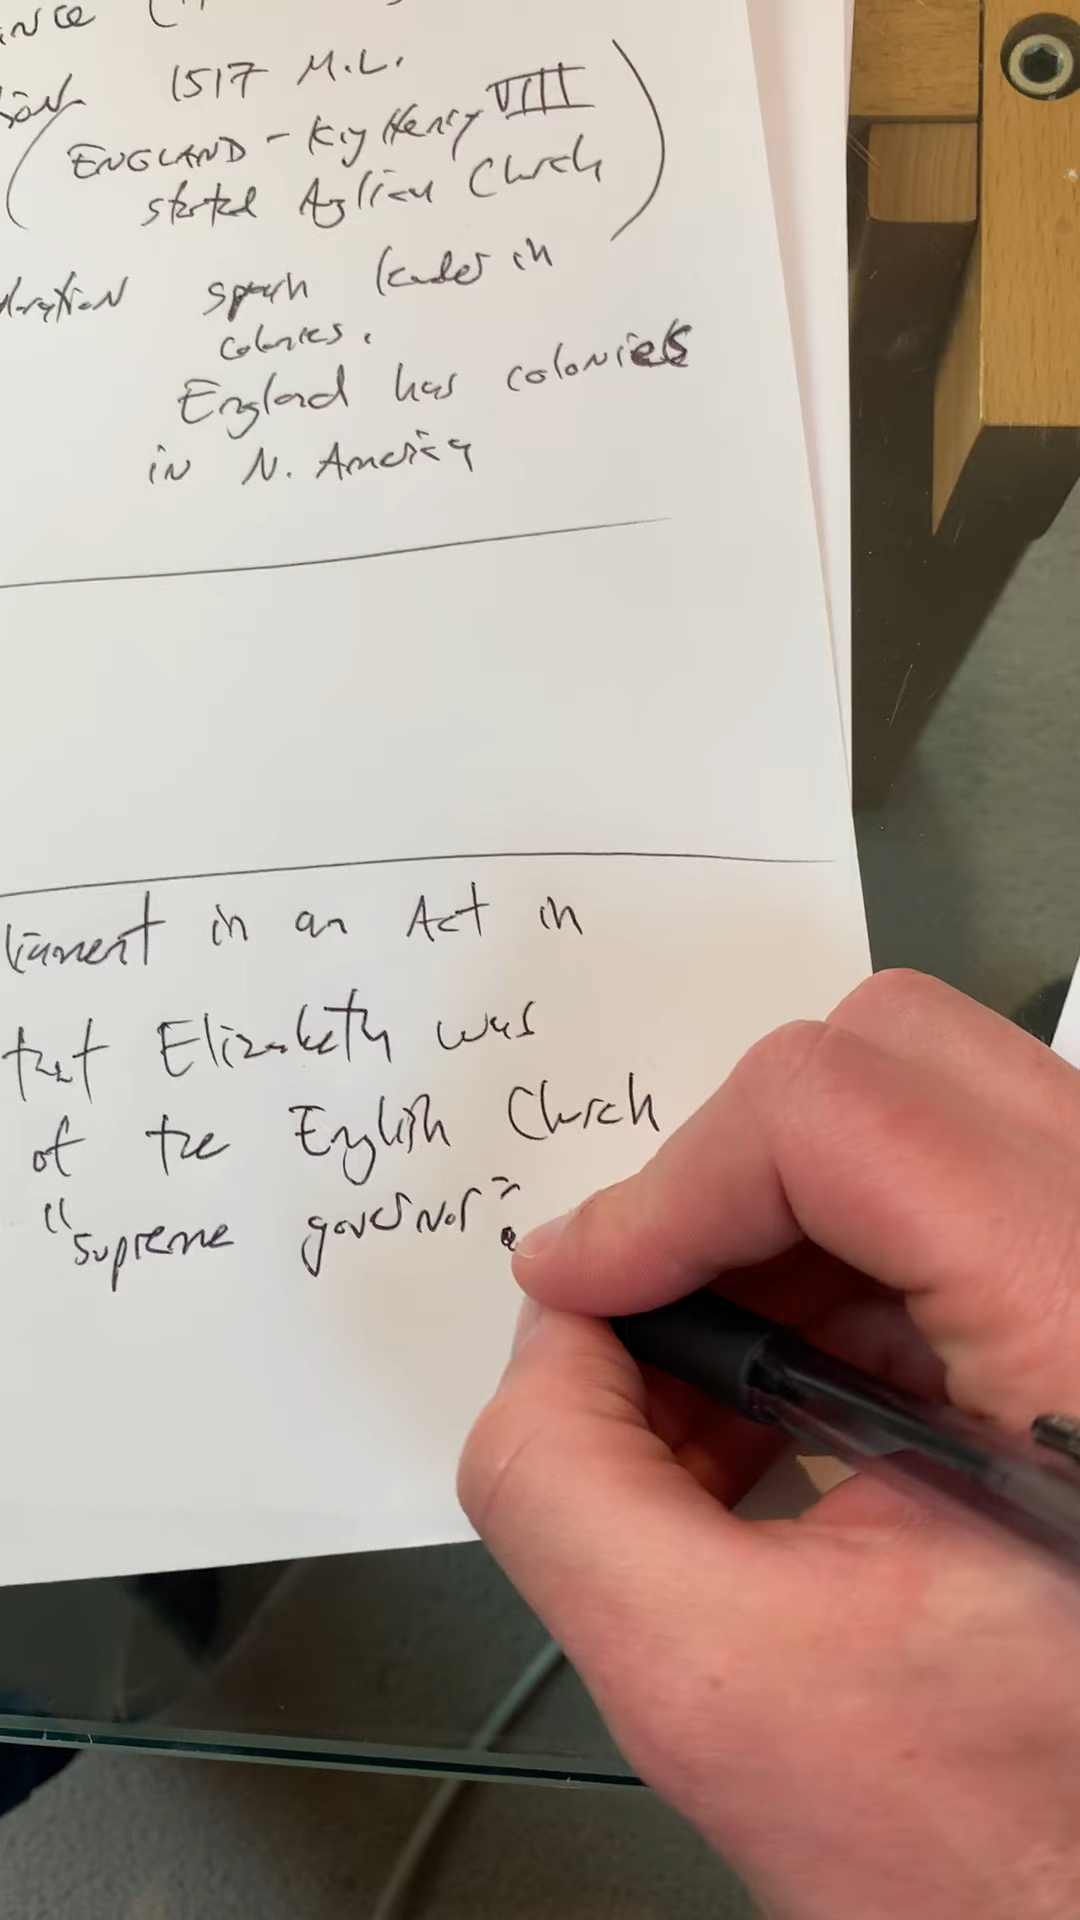 1517 M.L.
ENGLAND - King Henry VIII
started Anglican Church
spanish leader in
colonies.
England has colonies
in N. America
liament in an Act in
that Elizabeth was
of the English Church
"supreme governor"